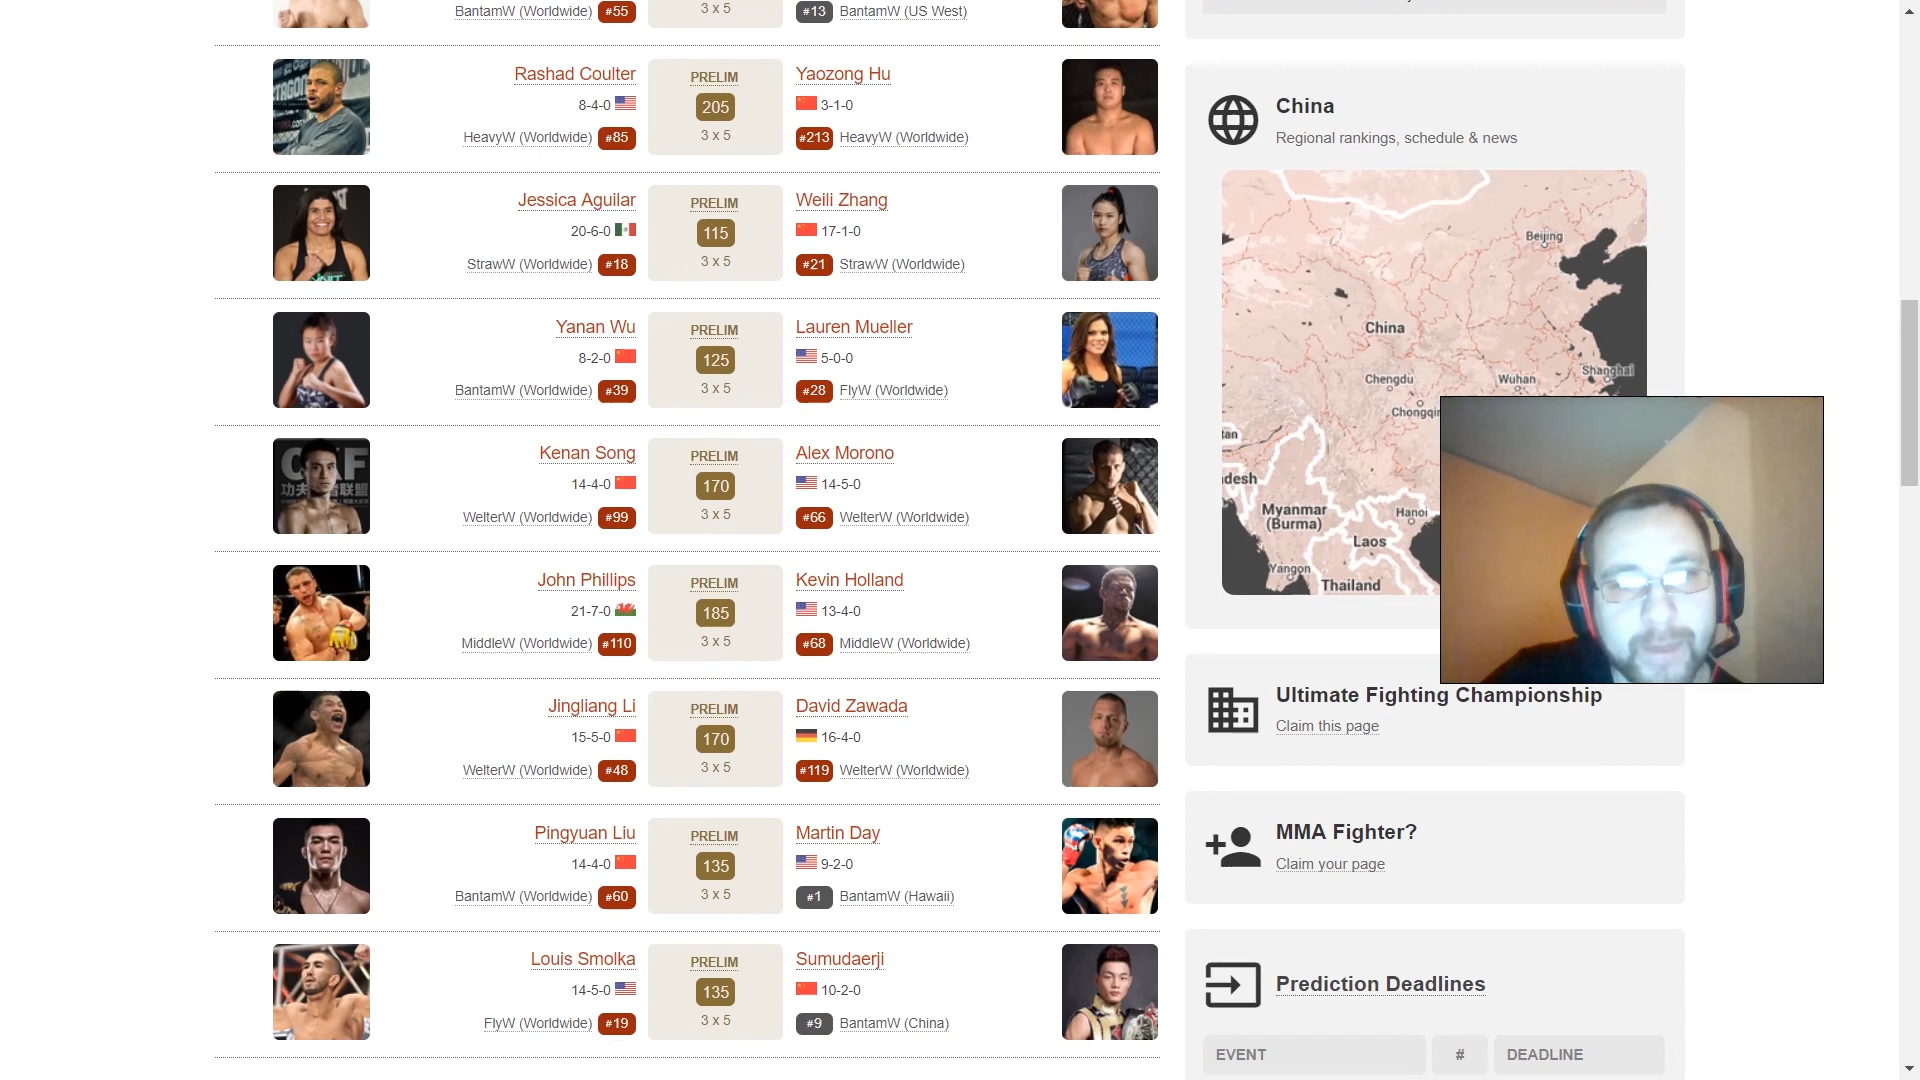 BantamW (Worldwide) #55
3 x 5
#13 BantamW (US West)
Rashad Coulter
PRELIM
Yaozong Hu
8-4-0
205
3-1-0
HeavyW (Worldwide) #85
3 x 5
#213 HeavyW (Worldwide)
Jessica Aguilar
PRELIM
Weili Zhang
20-6-0
115
17-1-0
StrawW (Worldwide) #18
3 x 5
#21 StrawW (Worldwide)
Yanan Wu
PRELIM
Lauren Mueller
8-2-0
125
5-0-0
BantamW (Worldwide) #39
3 x 5
#28 FlyW (Worldwide)
Kenan Song
PRELIM
Alex Morono
14-4-0
170
14-5-0
WelterW (Worldwide) #99
3 x 5
#66 WelterW (Worldwide)
John Phillips
PRELIM
Kevin Holland
21-7-0
185
13-4-0
MiddleW (Worldwide) #110
3 x 5
#68 MiddleW (Worldwide)
Jingliang Li
PRELIM
David Zawada
15-5-0
170
16-4-0
WelterW (Worldwide) #48
3 x 5
#119 WelterW (Worldwide)
Pingyuan Liu
PRELIM
Martin Day
14-4-0
135
9-2-0
BantamW (Worldwide) #60
3 x 5
#1 BantamW (Hawaii)
Louis Smolka
PRELIM
Sumudaerji
14-5-0
135
10-2-0
FlyW (Worldwide) #19
3 x 5
#9 BantamW (China)
China
Regional rankings, schedule & news
Beijing
China
Chengdu
Wuhan
Shanghai
Chongqin
tan
desh
Myanmar
(Burma)
Hanoi
Laos
Yangon
Thailand
Ultimate Fighting Championship
Claim this page
MMA Fighter?
Claim your page
Prediction Deadlines
EVENT
#
DEADLINE